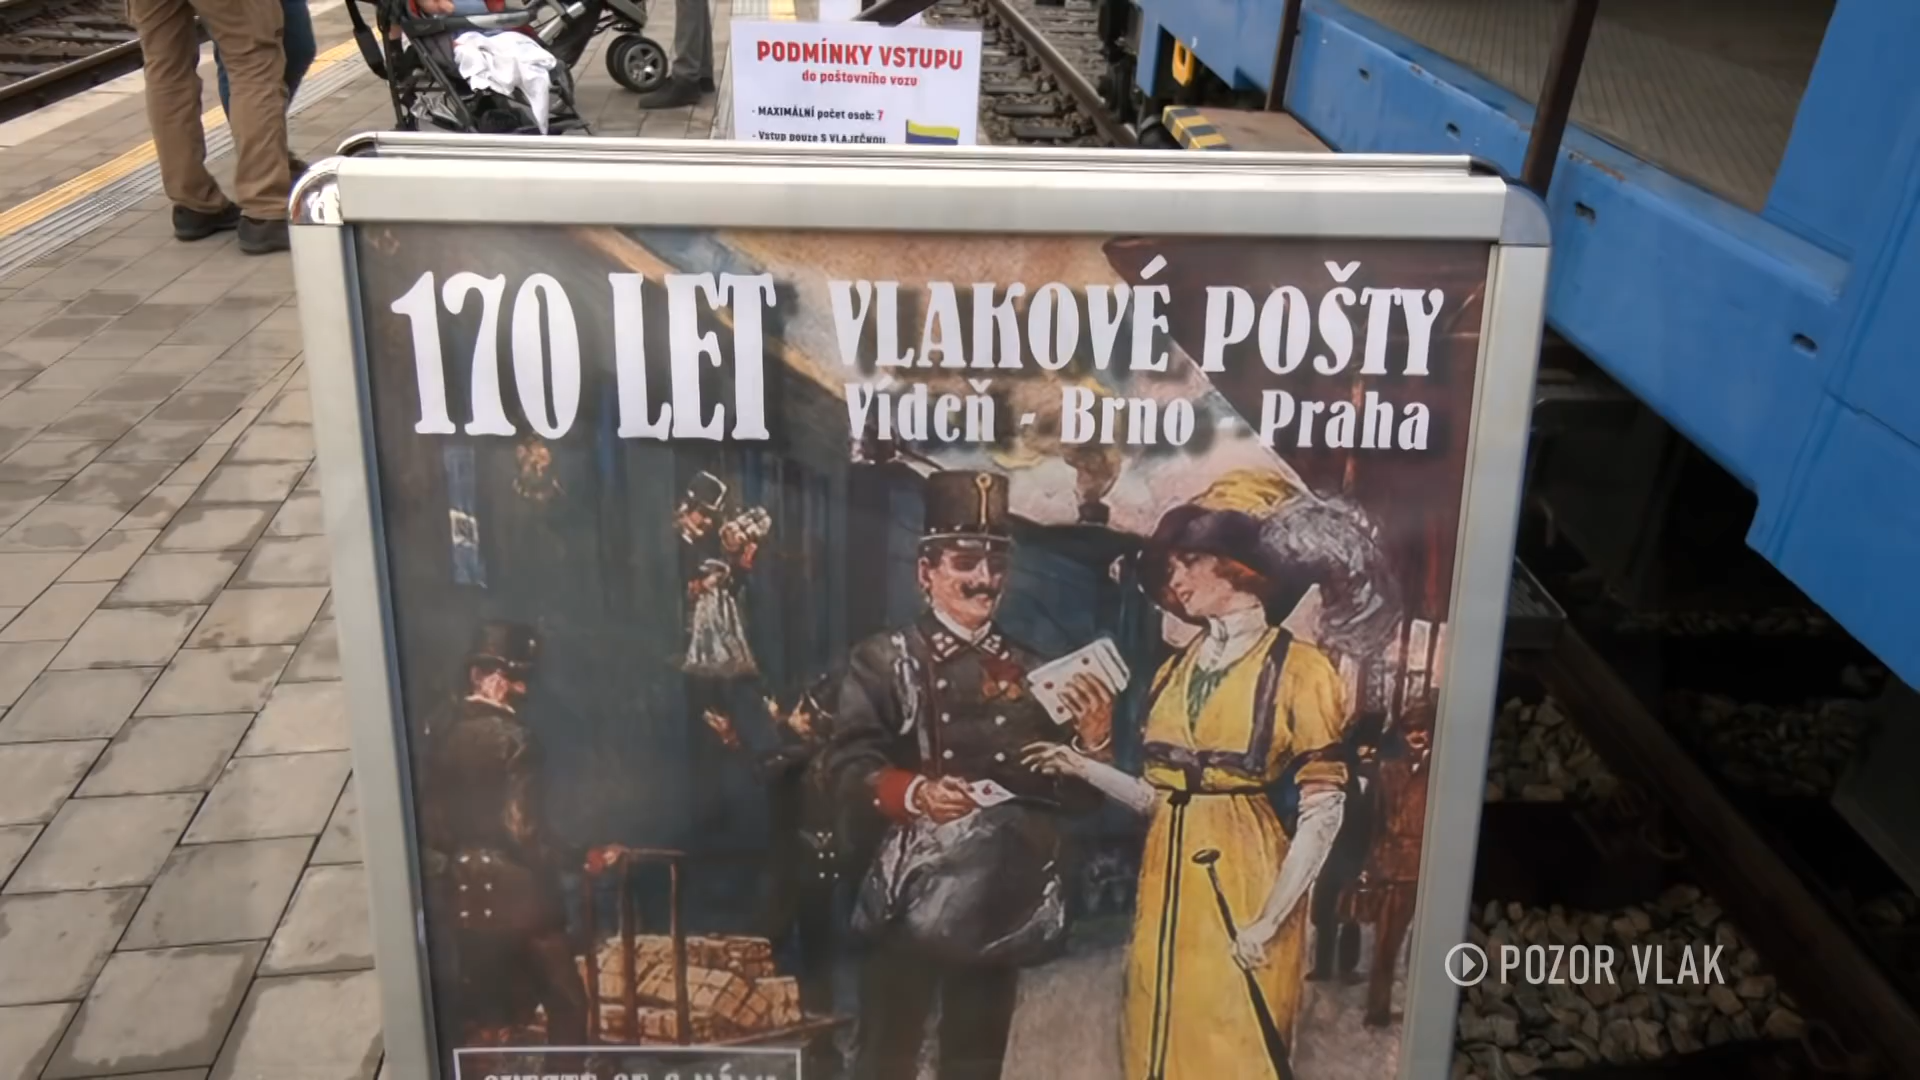 PODMÍNKY VSTUPU
do poštovního vozu
- MAXIMÁLNÍ počet osob: 7
- Vstup pouze S VLAJEČKOU
170 LET VLAKOVÉ POŠTY
Vídeň - Brno - Praha
POZOR VLAK